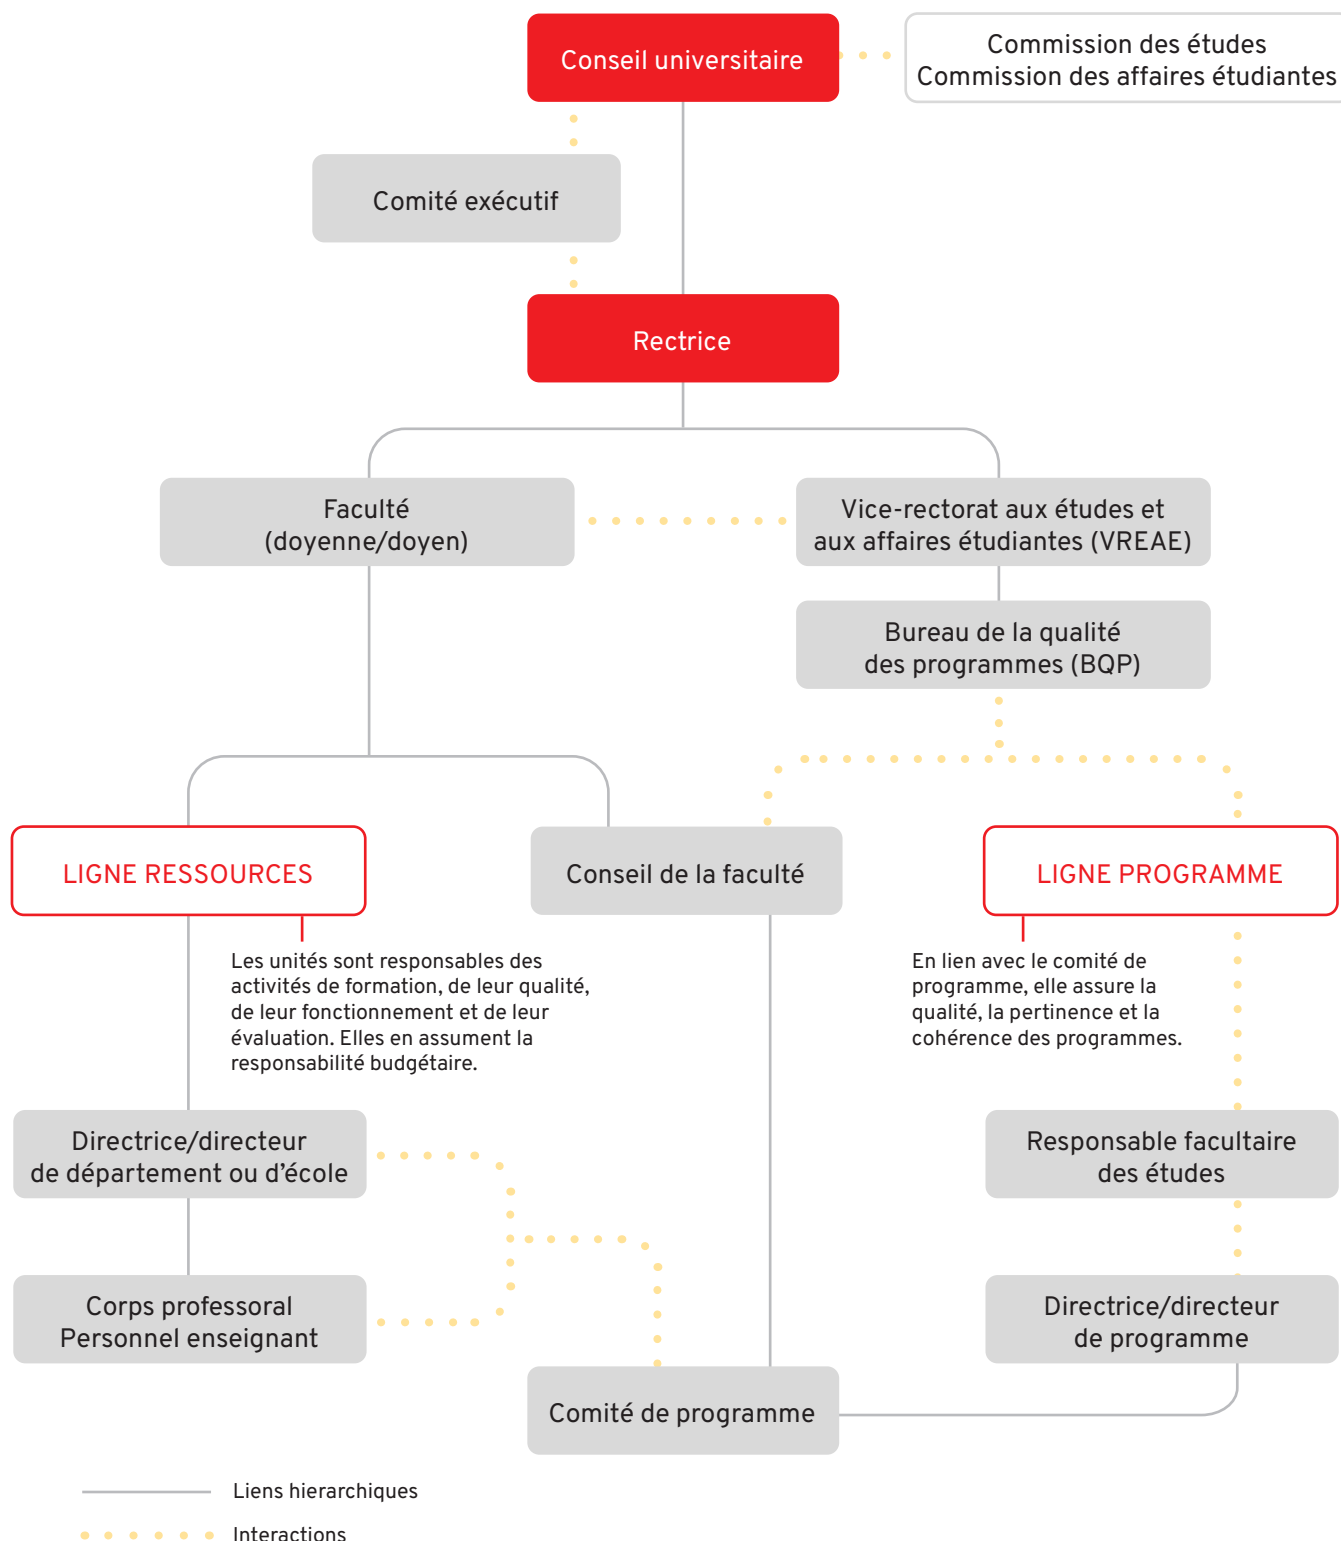 Conseil universitaire
Commission des études
Commission des affaires étudiantes
Comité exécutif
Rectrice
Faculté
(doyenne/doyen)
Vice-rectorat aux études et
aux affaires étudiantes (VREAE)
Bureau de la qualité
des programmes (BQP)
LIGNE RESSOURCES
Conseil de la faculté
LIGNE PROGRAMME
Les unités sont responsables des
activités de formation, de leur qualité,
de leur fonctionnement et de leur
évaluation. Elles en assument la
responsabilité budgétaire.
En lien avec le comité de
programme, elle assure la
qualité, la pertinence et la
cohérence des programmes.
Directrice/directeur
de département ou d’école
Responsable facultaire
des études
Corps professoral
Personnel enseignant
Directrice/directeur
de programme
Comité de programme
Liens hierarchiques
Interactions